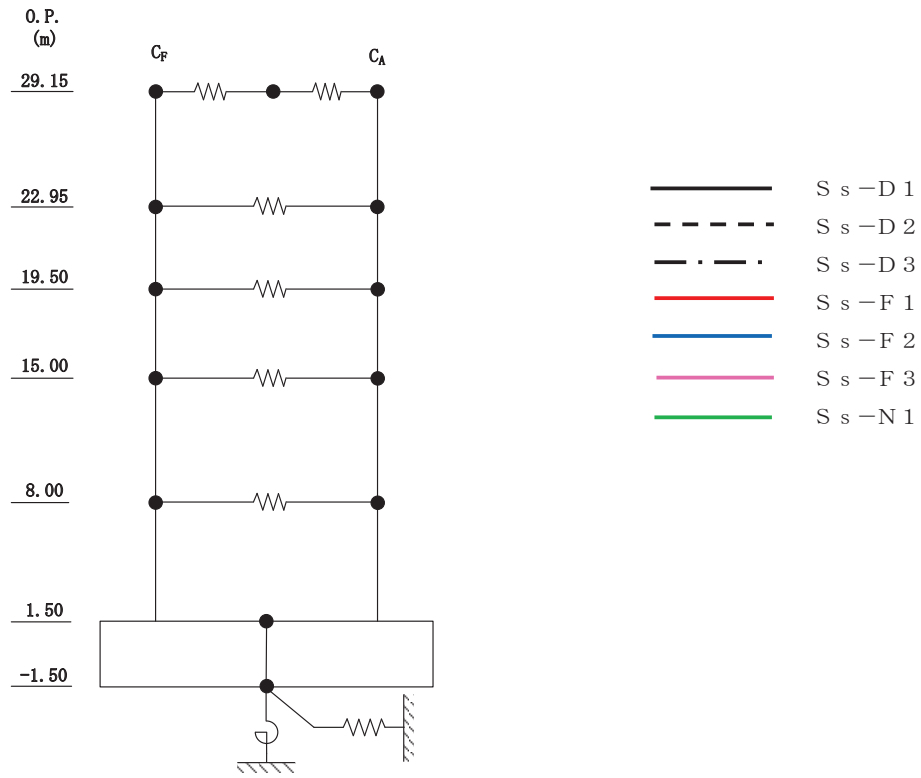 O.P.
(m)
C_F
C_A
29.15
22.95
19.50
15.00
8.00
1.50
-1.50
Ss-D1
Ss-D2
Ss-D3
Ss-F1
Ss-F2
Ss-F3
Ss-N1